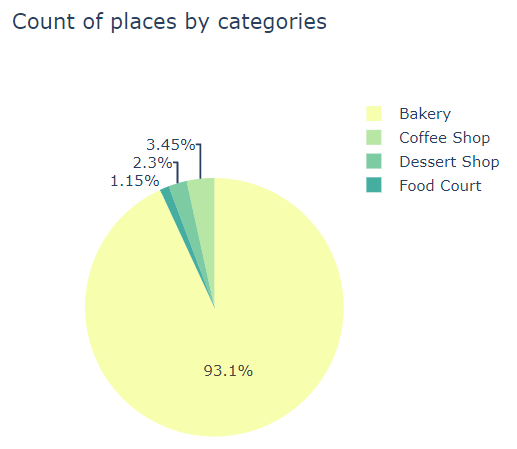 Count of places by categories
Bakery
Coffee Shop
Dessert Shop
Food Court
3.45%
2.3%
1.15%
93.1%